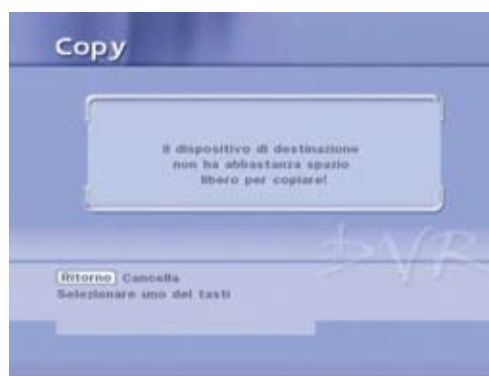 Copy
Il dispositivo di destinazione
non ha abbastanza spazio
libero per copiare!
DVR
Ritorno Cancella
Selezionare uno dei tasti